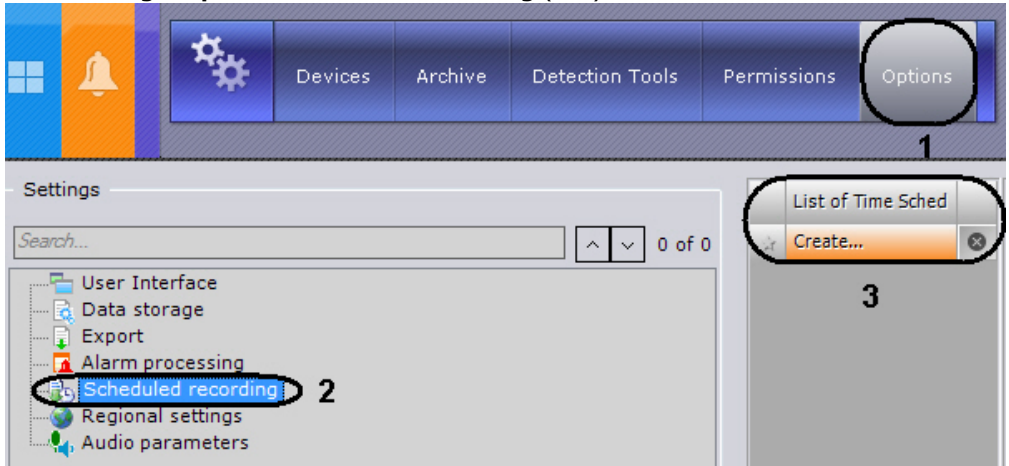 Devices Archive Detection Tools Permissions Options
1
Settings
List of Time Sched
Search...
0 of 0
Create...
3
User Interface
Data storage
Export
Alarm processing
Scheduled recording
2
Regional settings
Audio parameters